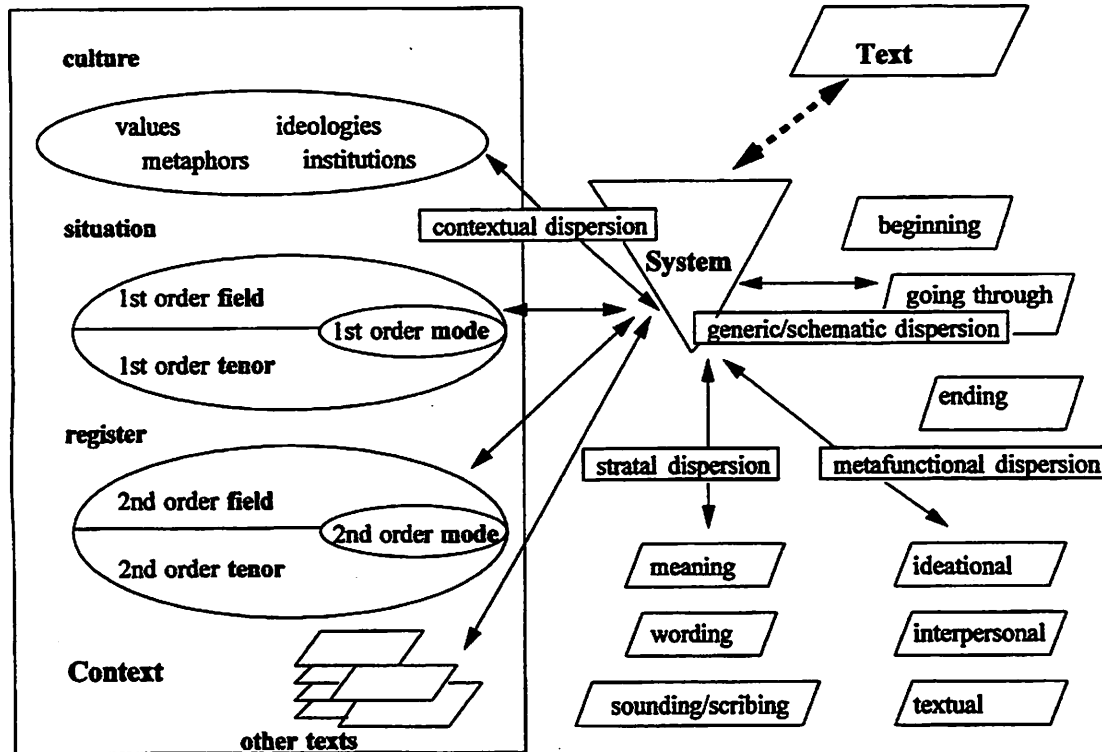 culture
values ideologies
metaphors institutions
situation
1st order field
1st order mode
1st order tenor
register
2nd order field
2nd order mode
2nd order tenor
Context
other texts
Text
contextual dispersion
System
beginning
going through
generic/schematic dispersion
ending
stratal dispersion
metafunctional dispersion
meaning
wording
sounding/scribing
ideational
interpersonal
textual